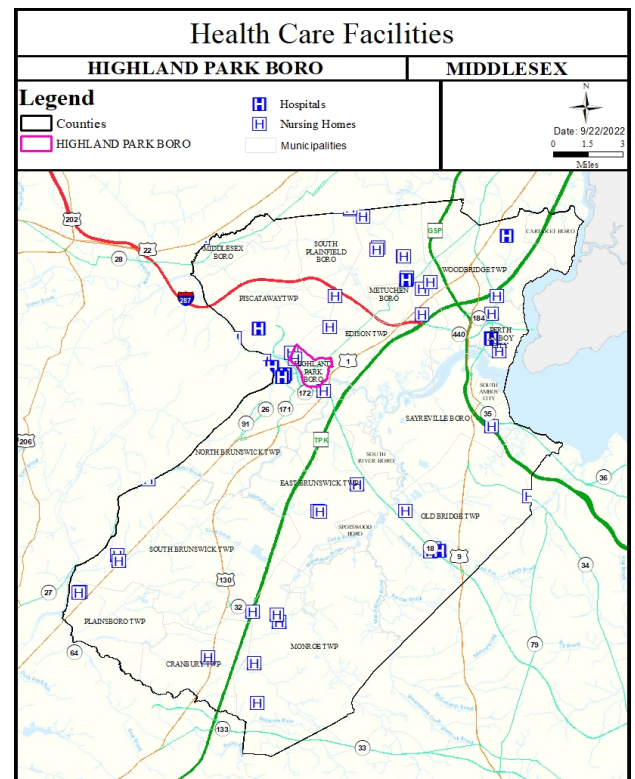 Health Care Facilities
HIGHLAND PARK BORO
MIDDLESEX
Legend
Counties
HIGHLAND PARK BORO
Hospitals
Nursing Homes
Municipalities
N
Date: 9/22/2022
0 1.5 3
Miles
202
22
28
287
206
GSP
MIDDLESEX
BORO
SOUTH
PLAINFIELD
BORO
CARTERET BORO
WOODBRIDGE TWP
METUCHEN
BORO
PISCATAWAY TWP
EDISON TWP
184
440
PERTH
AMBOY
1
HIGHLAND
PARK
BORO
172
26
171
91
SOUTH
AMBOY
CITY
35
SAYREVILLE BORO
TPK
NORTH BRUNSWICK TWP
SOUTH
RIVER BORO
36
EAST BRUNSWICK TWP
OLD BRIDGE TWP
SPOTSWOOD
BORO
SOUTH BRUNSWICK TWP
18
9
34
130
27
32
PLAINSBORO TWP
MONROE TWP
79
64
CRANBURY TWP
133
33